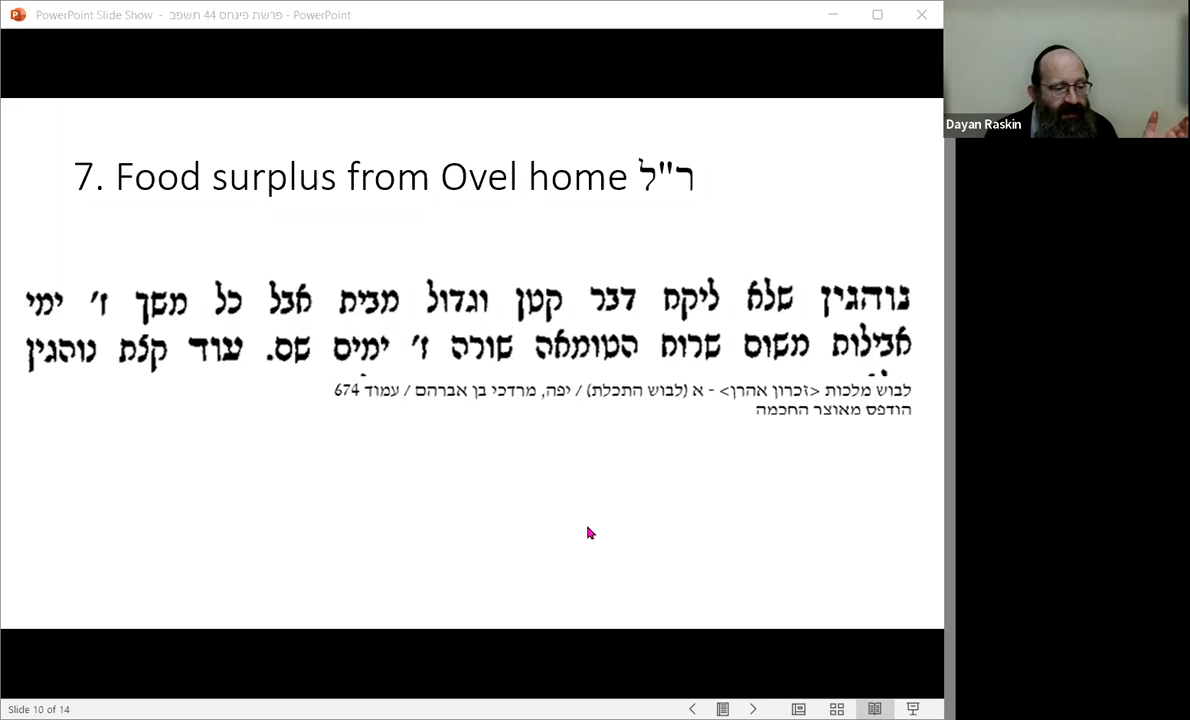 PowerPoint Slide Show - פרשת פינחס 44 תשפב - PowerPoint
Dayan Raskin
7. Food surplus from Ovel home ר"ל
נוהגין שלא ליקח דבר קטן וגדול מבית אבל כל משך ז' ימי
אבילות משום שרוח הטומאה שורה ז' ימים שם. עוד קצת נוהגין
לבוש מלכות <זכרון אהרן> - א (לבוש התכלת) / יפה, מרדכי בן אברהם / עמוד 674
הודפס מאוצר החכמה
Slide 10 of 14